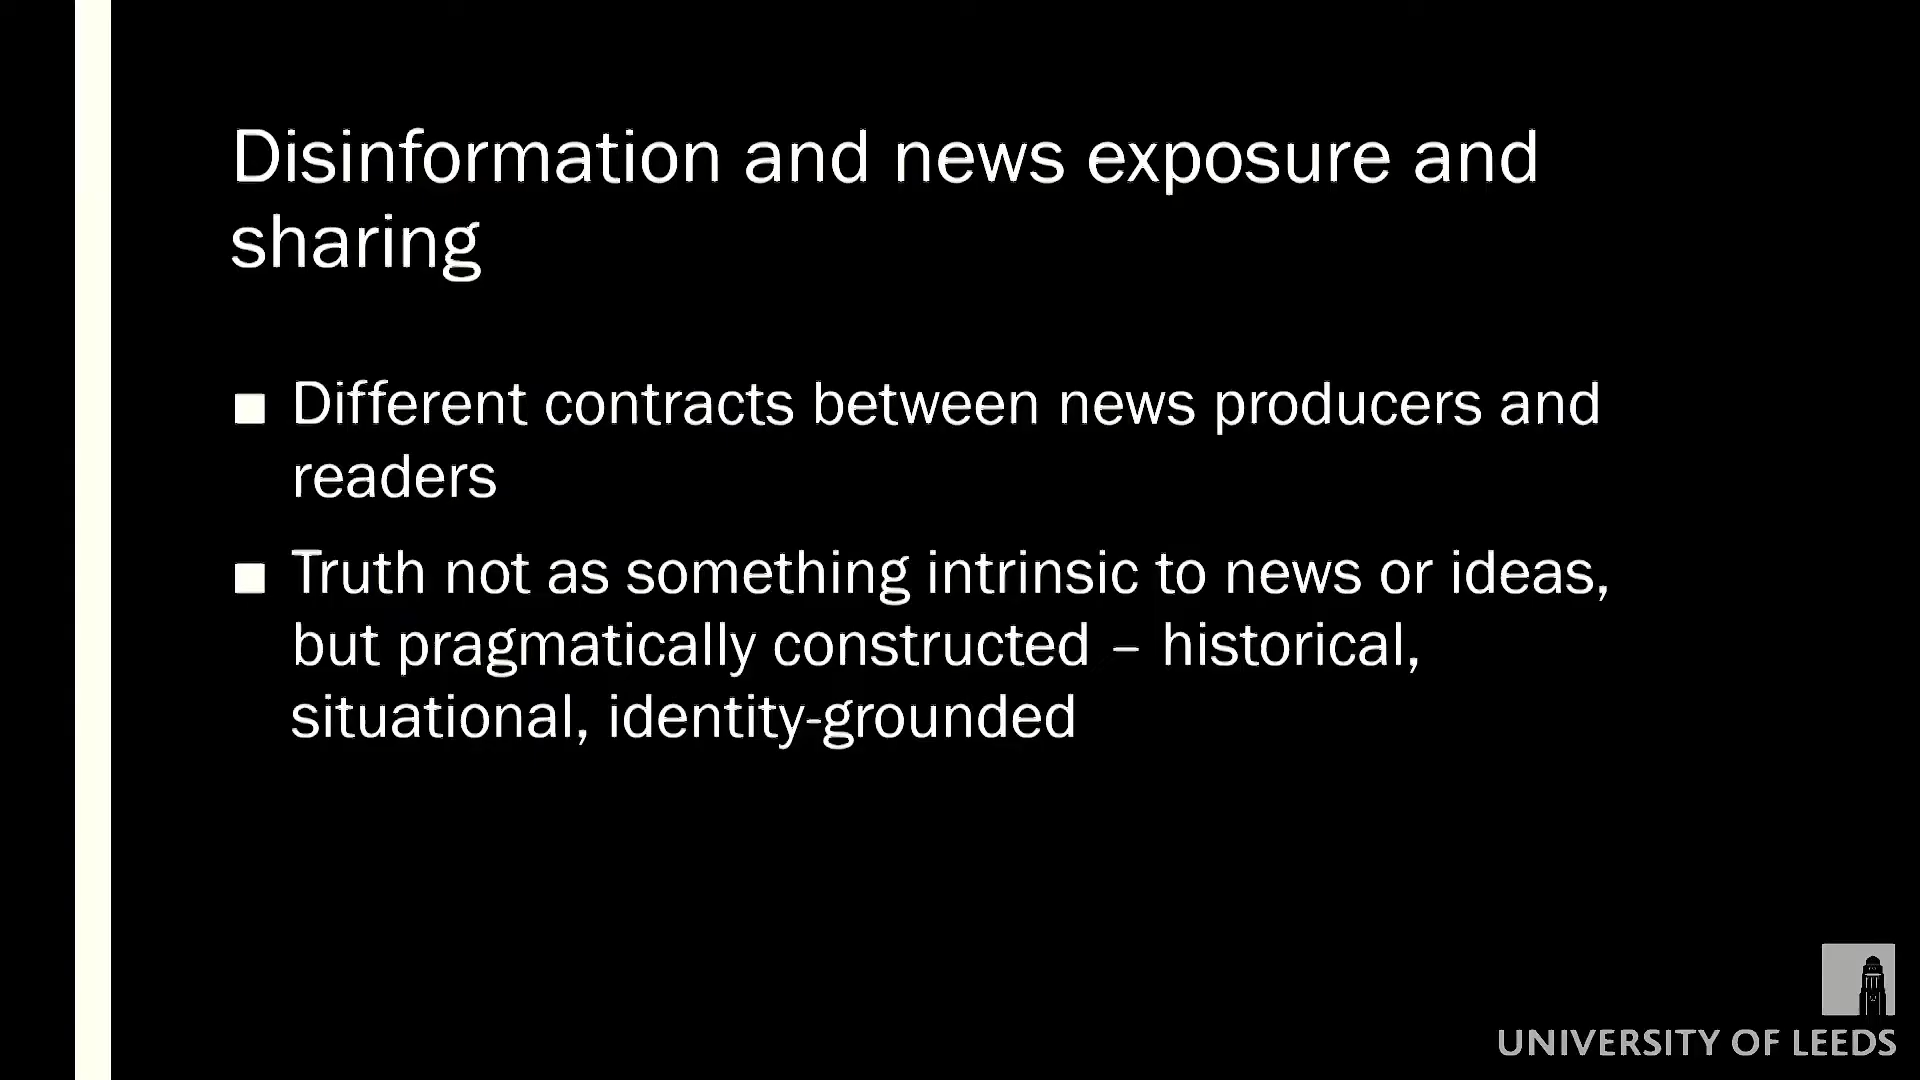 Disinformation and news exposure and
sharing
■ Different contracts between news producers and
readers
■ Truth not as something intrinsic to news or ideas,
but pragmatically constructed – historical,
situational, identity-grounded
UNIVERSITY OF LEEDS